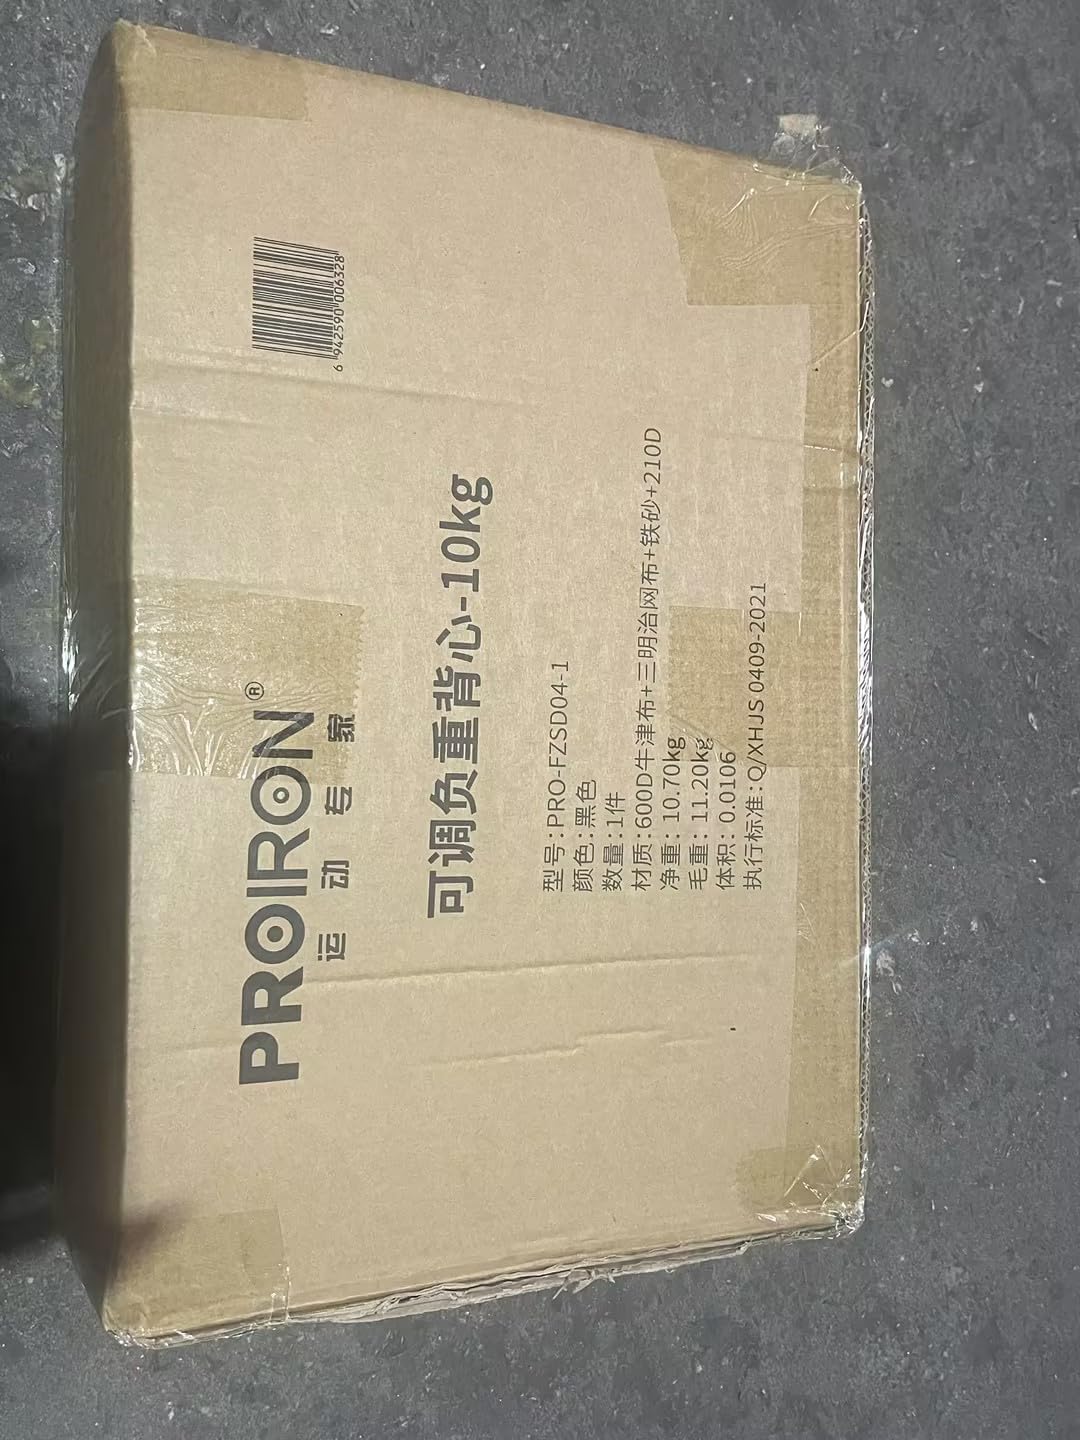 PROIRON®
运动专家
6 942590 006328
可调负重背心-10kg
型号:PRO-FZSD04-1
颜色:黑色
数量:1件
材质:600D牛津布+三明治网布+铁砂+210D
净重:10.70kg
毛重:11.20kg
体积:0.0106
执行标准:Q/XHJS 0409-2021